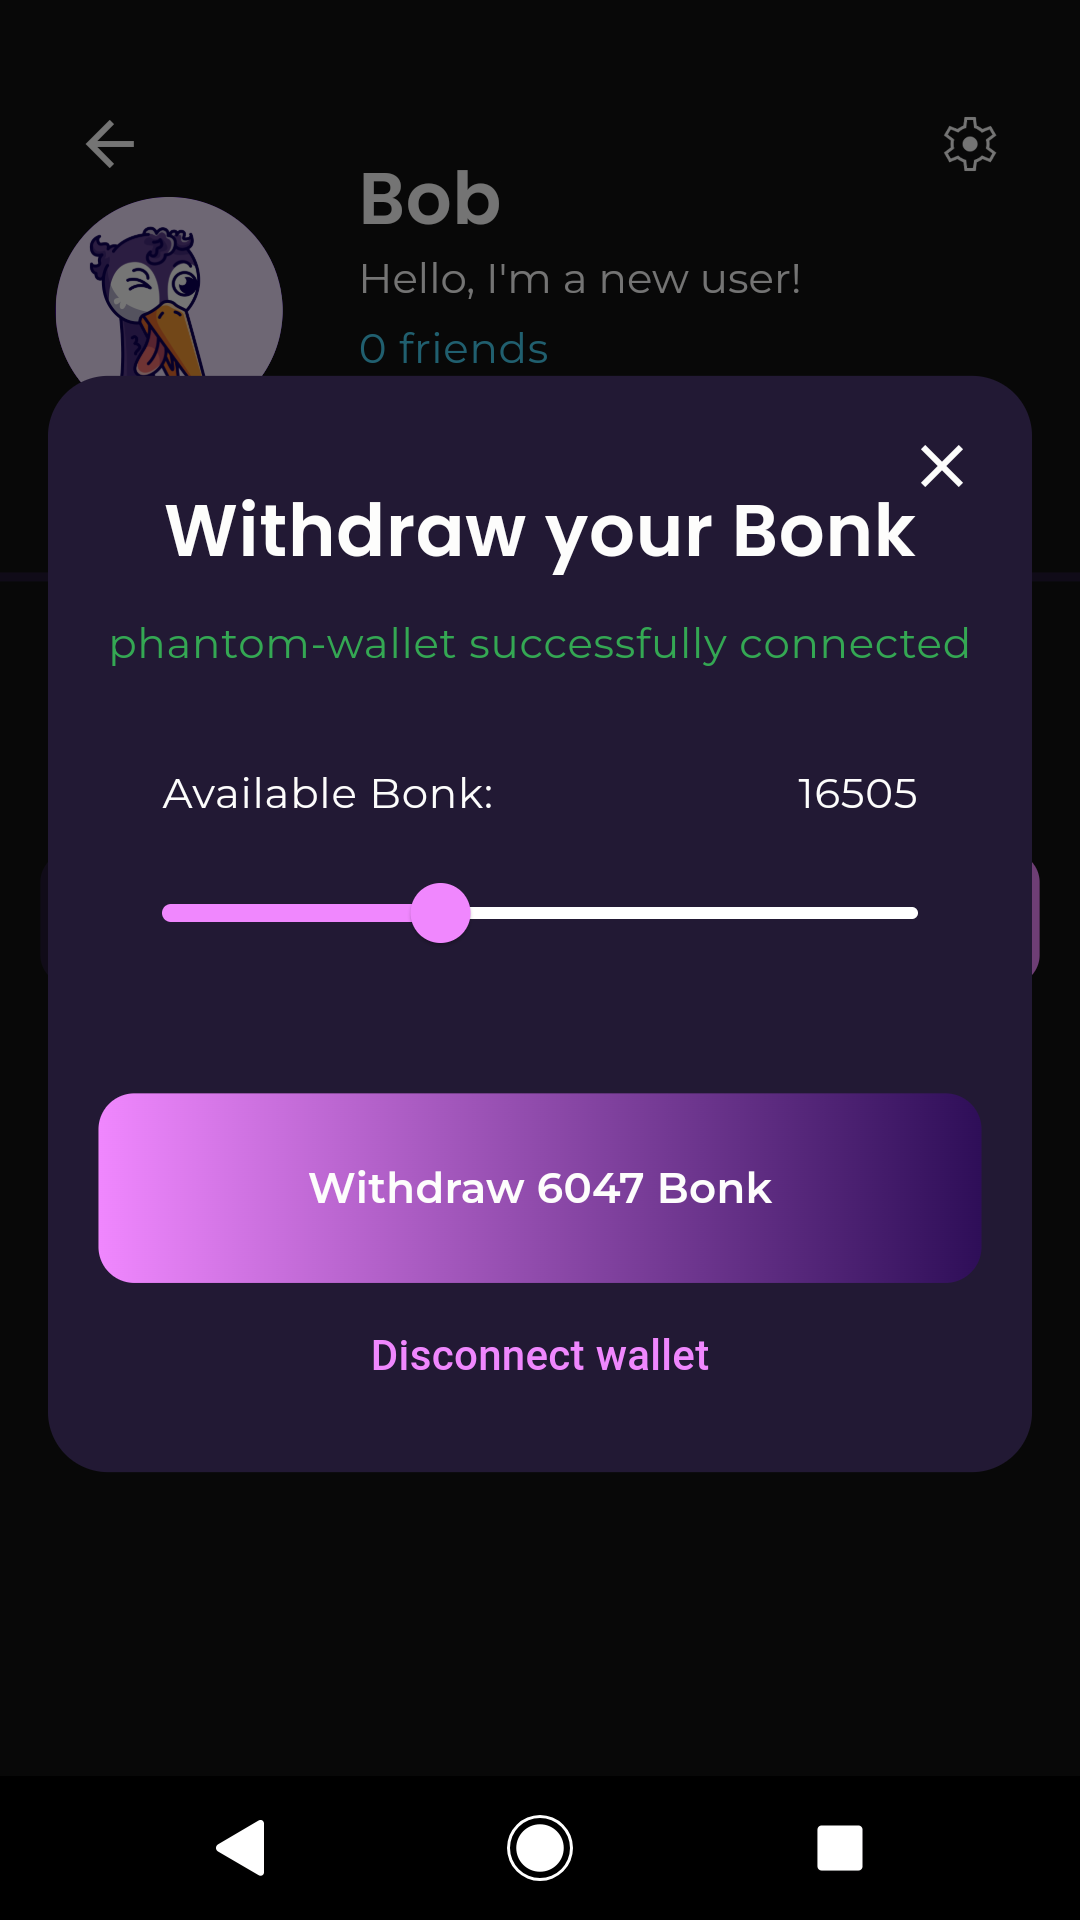 Bob
Hello, I'm a new user!
0 friends
Withdraw your Bonk
phantom-wallet successfully connected
Available Bonk: 16505
Withdraw 6047 Bonk
Disconnect wallet